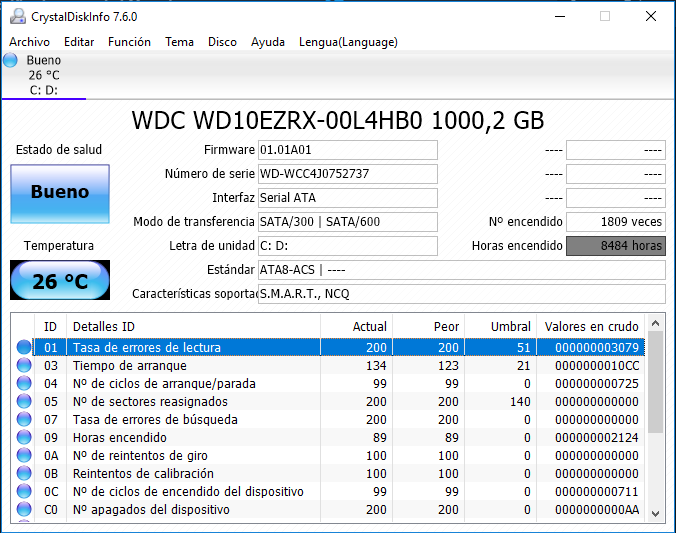 CrystalDiskInfo 7.6.0
Archivo Editar Función Tema Disco Ayuda Lengua(Language)
Bueno
26 °C
C: D:
WDC WD10EZRX-00L4HB0 1000,2 GB
Estado de salud
Bueno
Temperatura
26 °C
Firmware 01.01A01 ---- ----
Número de serie WD-WCC4J0752737 ---- ----
Interfaz Serial ATA ---- ----
Modo de transferencia SATA/300 | SATA/600 Nº encendido 1809 veces
Letra de unidad C: D: Horas encendido 8484 horas
Estándar ATA8-ACS | ----
Características soporta S.M.A.R.T., NCQ
ID Detalles ID Actual Peor Umbral Valores en crudo
01 Tasa de errores de lectura 200 200 51 000000003079
03 Tiempo de arranque 134 123 21 0000000010CC
04 Nº de ciclos de arranque/parada 99 99 0 000000000725
05 Nº de sectores reasignados 200 200 140 000000000000
07 Tasa de errores de búsqueda 200 200 0 000000000000
09 Horas encendido 89 89 0 000000002124
0A Nº de reintentos de giro 100 100 0 000000000000
0B Reintentos de calibración 100 100 0 000000000000
0C Nº de ciclos de encendido del dispositivo 99 99 0 000000000711
C0 Nº apagados del dispositivo 200 200 0 0000000000AA